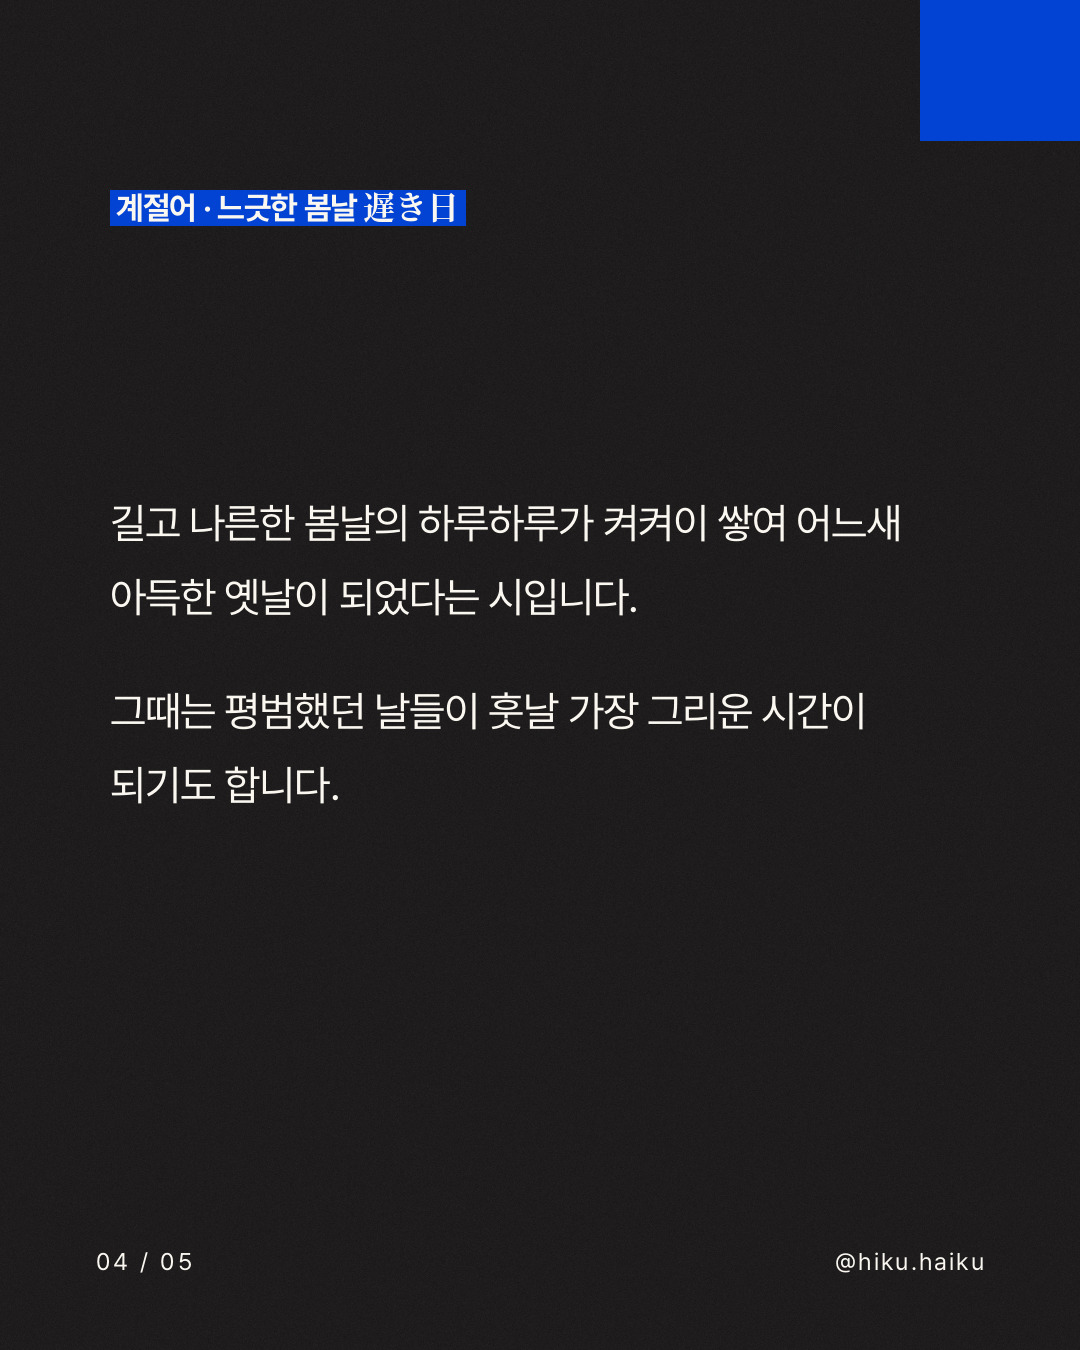 계절어 · 느긋한 봄날 遅き日
길고 나른한 봄날의 하루하루가 켜켜이 쌓여 어느새
아득한 옛날이 되었다는 시입니다.
그때는 평범했던 날들이 훗날 가장 그리운 시간이
되기도 합니다.
04 / 05
@hiku.haiku